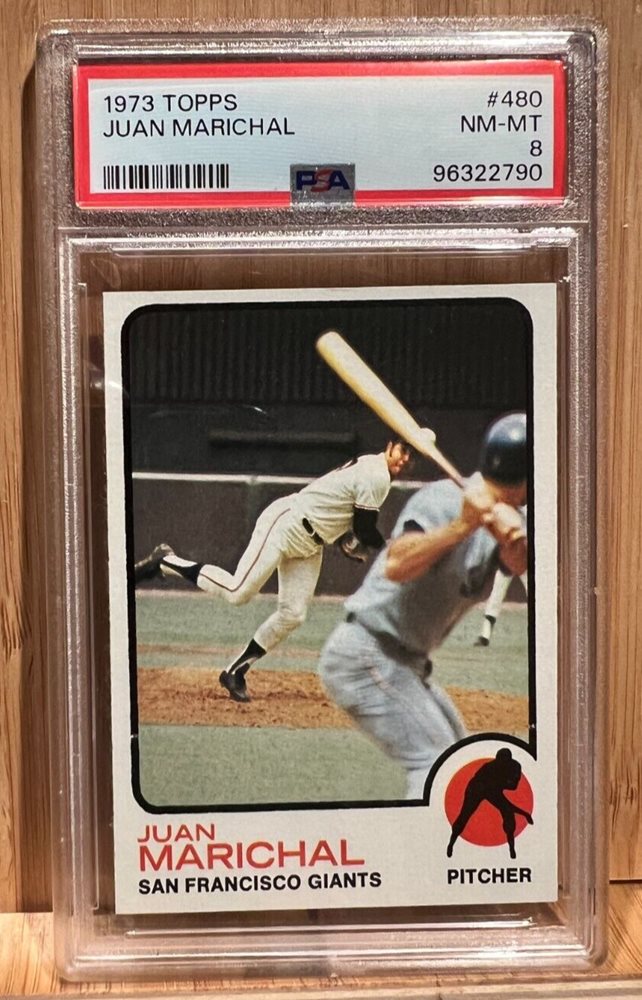 1973 TOPPS #480
JUAN MARICHAL NM-MT
8
PSA 96322790
JUAN
MARICHAL
SAN FRANCISCO GIANTS
PITCHER